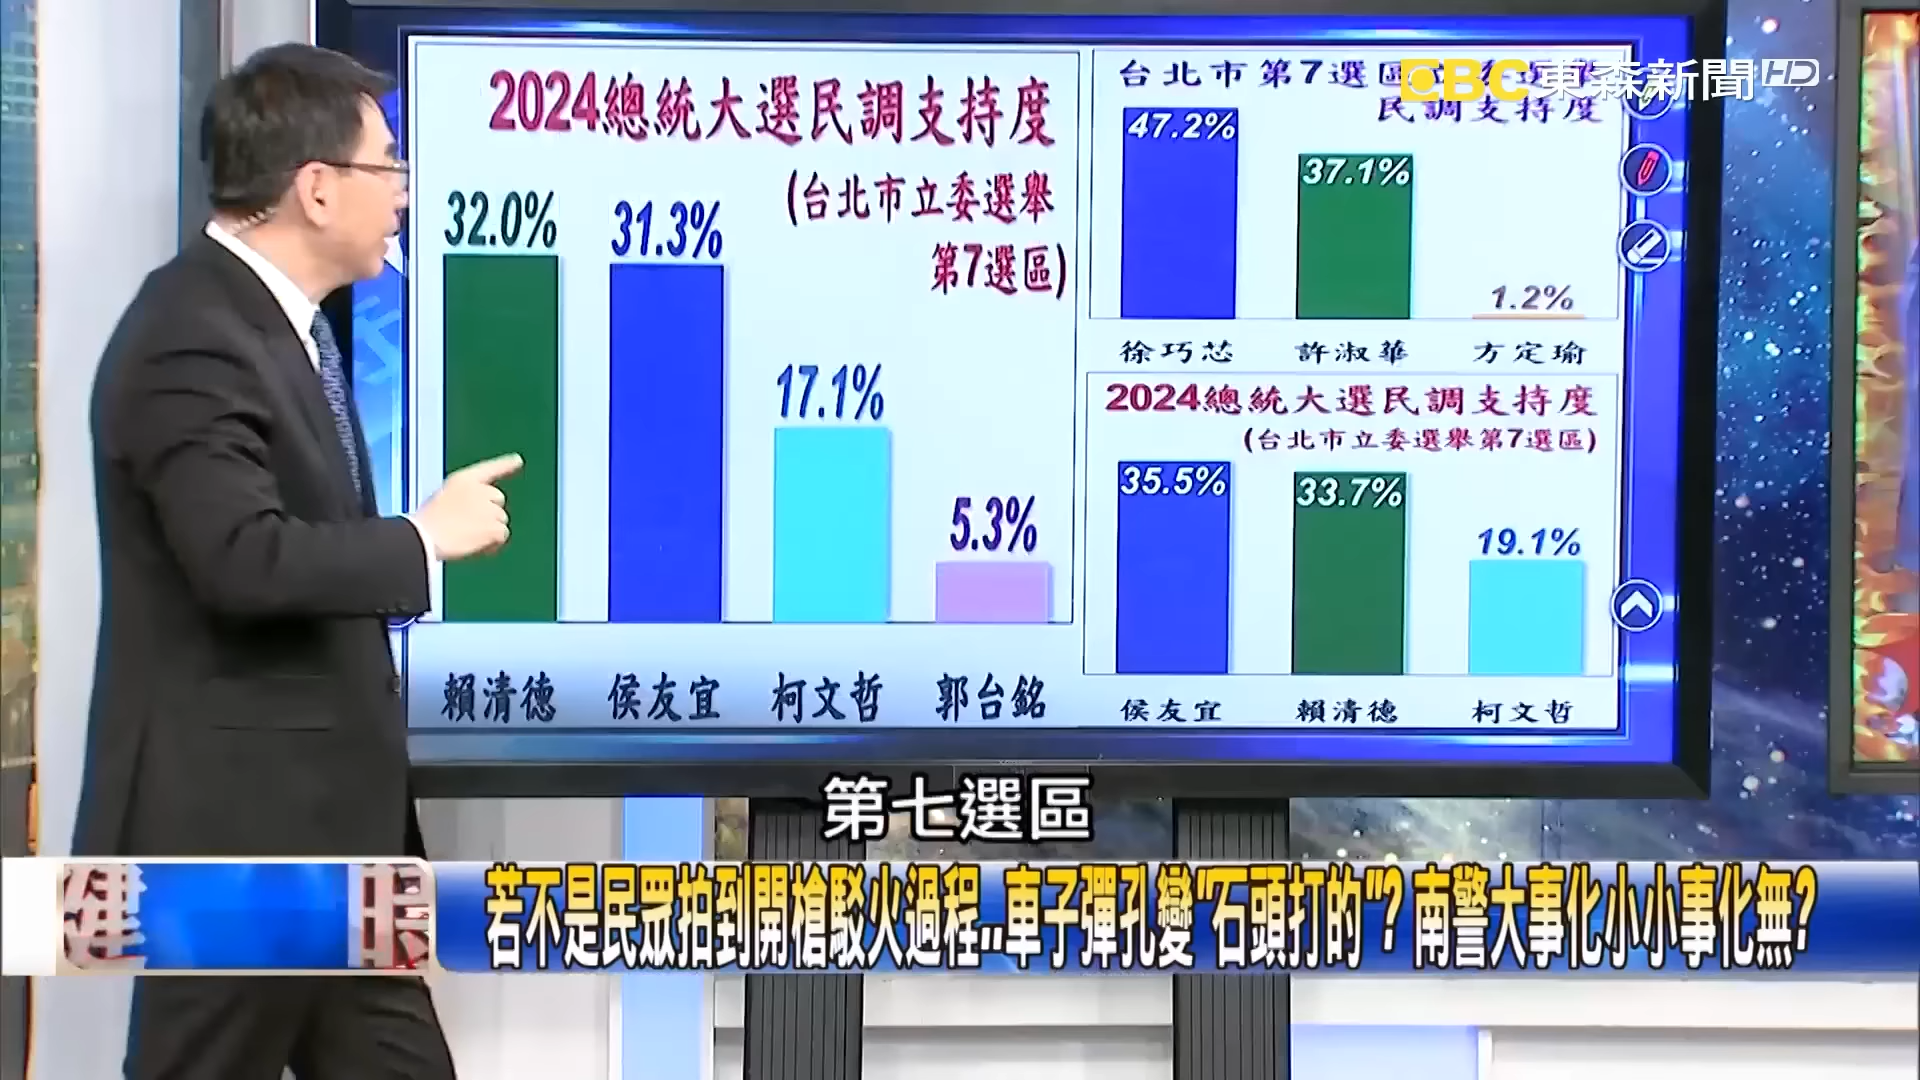 2024總統大選民調支持度
(台北市立委選舉
第7選區)
32.0%
31.3%
17.1%
5.3%
賴清德
侯友宜
柯文哲
郭台銘
台北市第7選區
民調支持度
47.2%
37.1%
1.2%
徐巧芯
許淑華
方定瑜
2024總統大選民調支持度
(台北市立委選舉第7選區)
35.5%
33.7%
19.1%
侯友宜
賴清德
柯文哲
EBC 東森新聞 HD
第七選區
若不是民眾拍到開槍駁火過程..車子彈孔變"石頭打的"?南警大事化小小事化無?